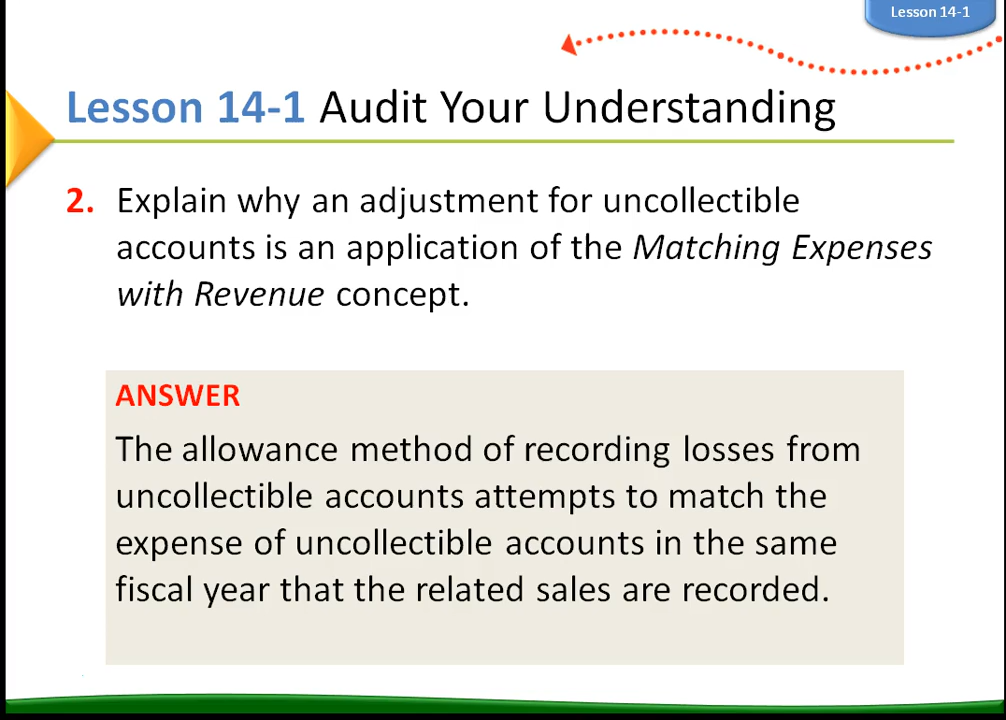 Lesson 14-1
Lesson 14-1 Audit Your Understanding
2. Explain why an adjustment for uncollectible
accounts is an application of the Matching Expenses
with Revenue concept.
ANSWER
The allowance method of recording losses from
uncollectible accounts attempts to match the
expense of uncollectible accounts in the same
fiscal year that the related sales are recorded.